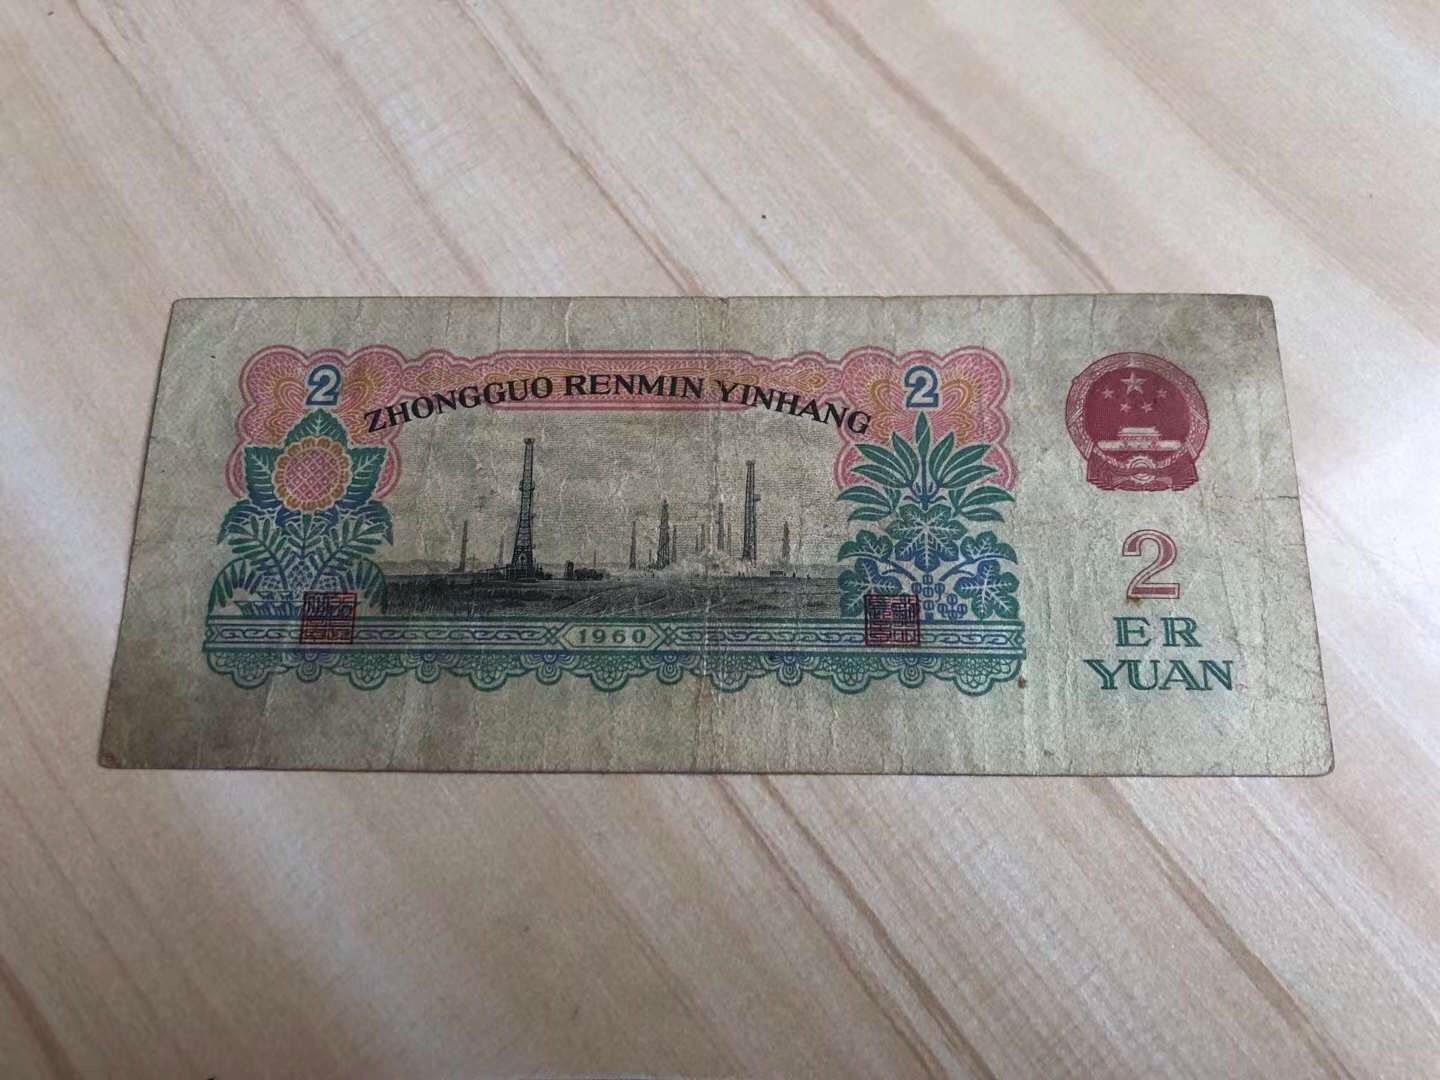 2
ZHONGGUO RENMIN YINHANG
2
1960
2
ER
YUAN